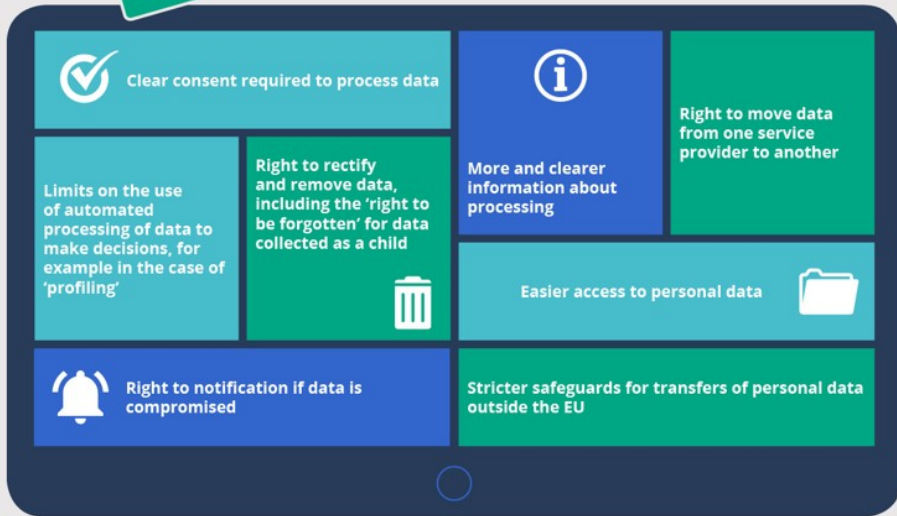 Clear consent required to process data
More and clearer
information about
processing
Right to move data
from one service
provider to another
Limits on the use
of automated
processing of data to
make decisions, for
example in the case of
‘profiling’
Right to rectify
and remove data,
including the ‘right to
be forgotten’ for data
collected as a child
Easier access to personal data
Right to notification if data is
compromised
Stricter safeguards for transfers of personal data
outside the EU